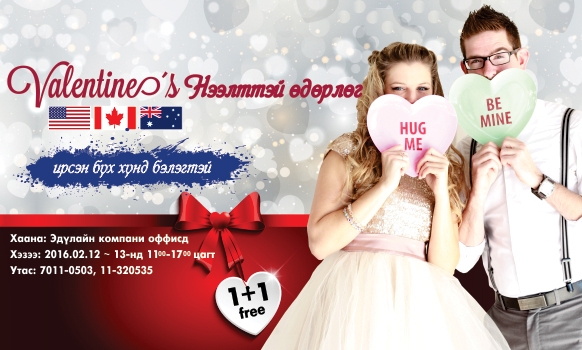 Valentine's Нээлттэй өдөрлөг
ирсэн бүх хүнд бэлэгтэй
HUG
ME
BE
MINE
Хаана: Эдүлайн компани оффисд
Хэзээ: 2016.02.12 ~ 13-нд 11⁰⁰-17⁰⁰ цагт
Утас: 7011-0503, 11-320535
1+1
free